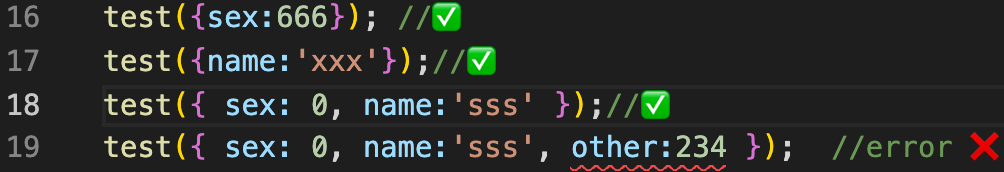 16 test({sex:666}); //✅
17 test({name:'xxx'});//✅
18 test({ sex: 0, name:'sss' });//✅
19 test({ sex: 0, name:'sss', other:234 }); //error ❌